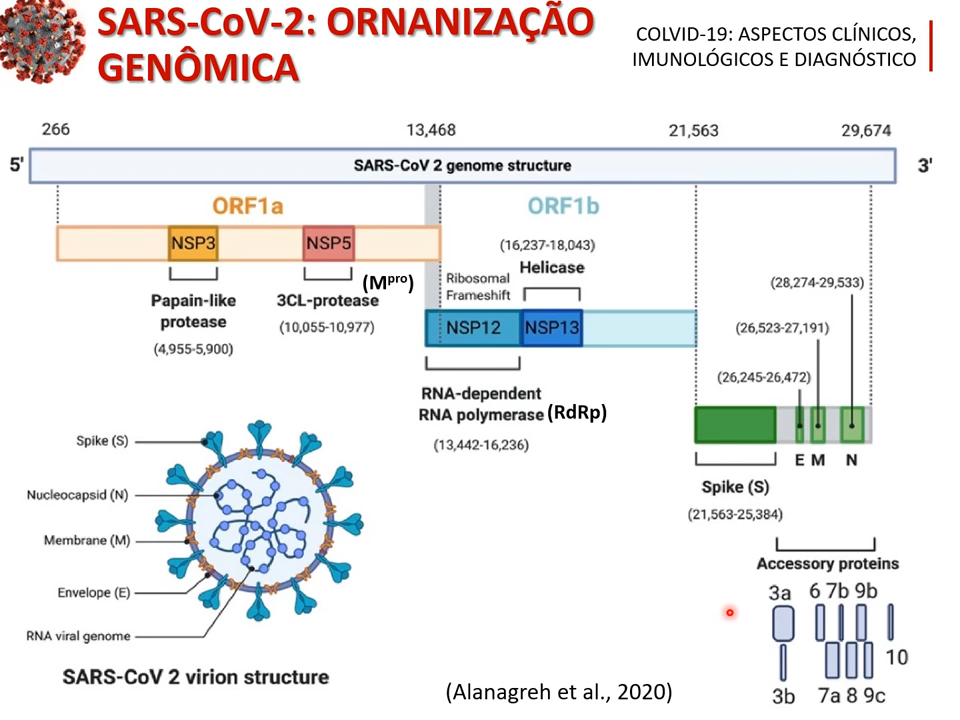 SARS-CoV-2: ORNANIZAÇÃO
GENÔMICA
COLVID-19: ASPECTOS CLÍNICOS,
IMUNOLÓGICOS E DIAGNÓSTICO
266
13,468
21,563
29,674
5'
SARS-CoV 2 genome structure
3'
ORF1a
ORF1b
NSP3
NSP5
(16,237-18,043)
Helicase
(Mpro)
Ribosomal
Frameshift
(28,274-29,533)
Papain-like
protease
(4,955-5,900)
3CL-protease
(10,055-10,977)
NSP12
NSP13
(26,523-27,191)
(26,245-26,472)
RNA-dependent
RNA polymerase (RdRp)
(13,442-16,236)
E M N
Spike (S)
(21,563-25,384)
Spike (S)
Nucleocapsid (N)
Membrane (M)
Envelope (E)
RNA viral genome
SARS-CoV 2 virion structure
Accessory proteins
3a 6 7b 9b
10
3b 7a 8 9c
(Alanagreh et al., 2020)